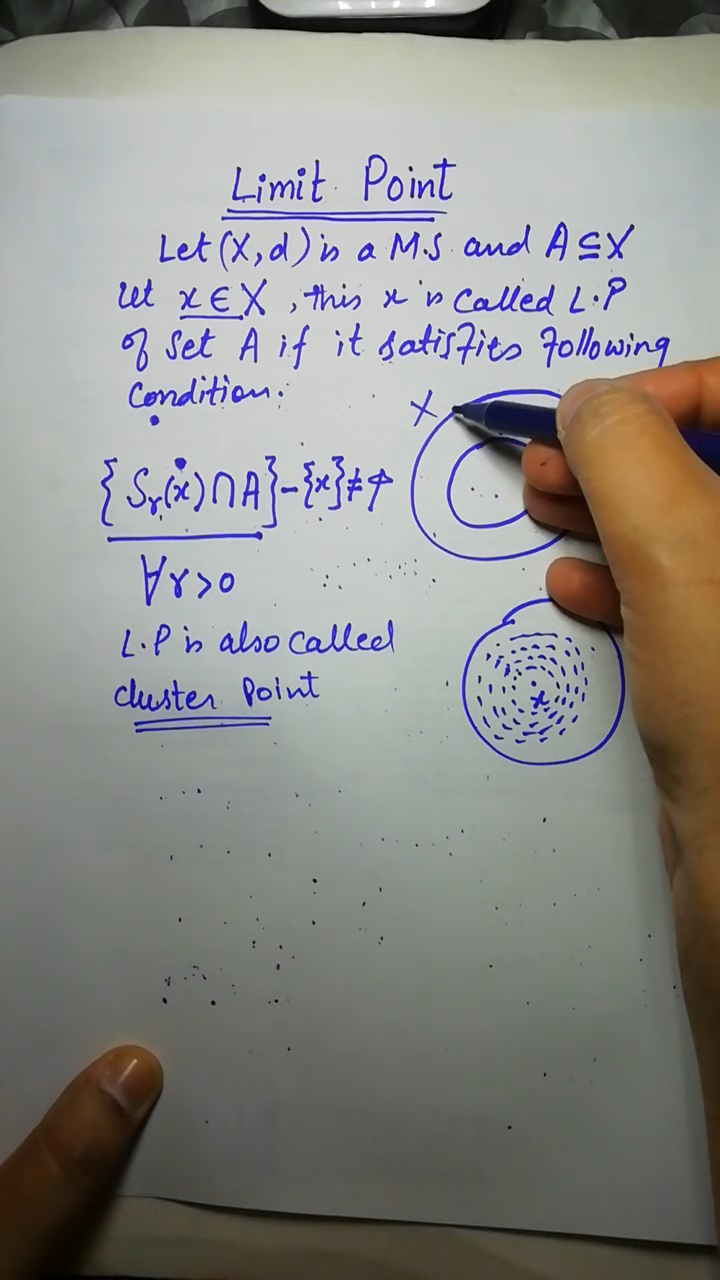 Limit Point
Let (X,d) is a M.S. and A⊆X
Let x∈X, this x is called L.P
of Set A if it satisfies following
Condition.
X
{Sᵣ(x)∩A}-{x}≠φ
∀r>0
L.P is also called
cluster Point
x